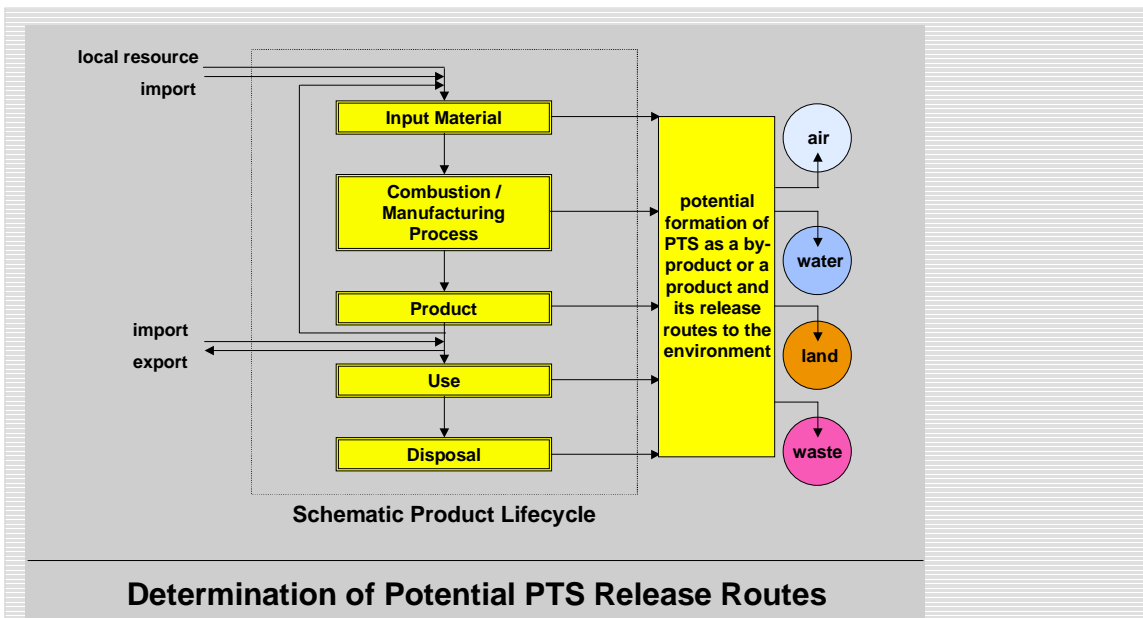 local resource
import
Input Material
Combustion /
Manufacturing
Process
Product
import
export
Use
Disposal
Schematic Product Lifecycle
potential
formation of
PTS as a by-
product or a
product and
its release
routes to the
environment
air
water
land
waste
Determination of Potential PTS Release Routes